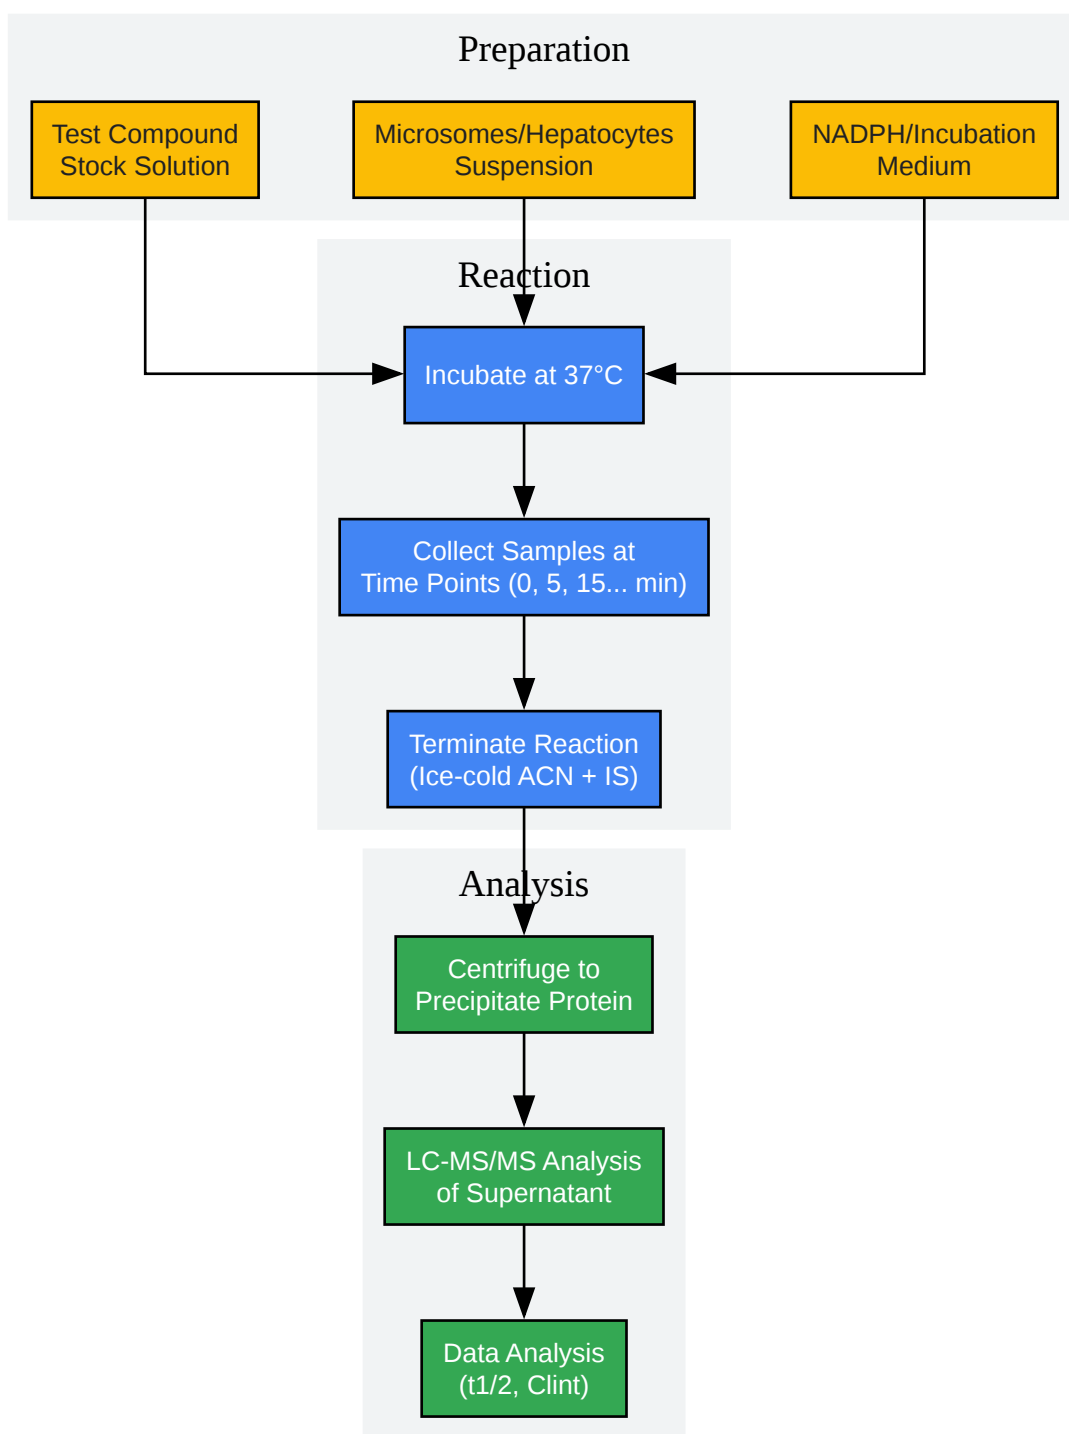 Preparation
Test Compound
Stock Solution
Microsomes/Hepatocytes
Suspension
NADPH/Incubation
Medium
Reaction
Incubate at 37°C
Collect Samples at
Time Points (0, 5, 15... min)
Terminate Reaction
(Ice-cold ACN + IS)
Analysis
Centrifuge to
Precipitate Protein
LC-MS/MS Analysis
of Supernatant
Data Analysis
(t1/2, Clint)